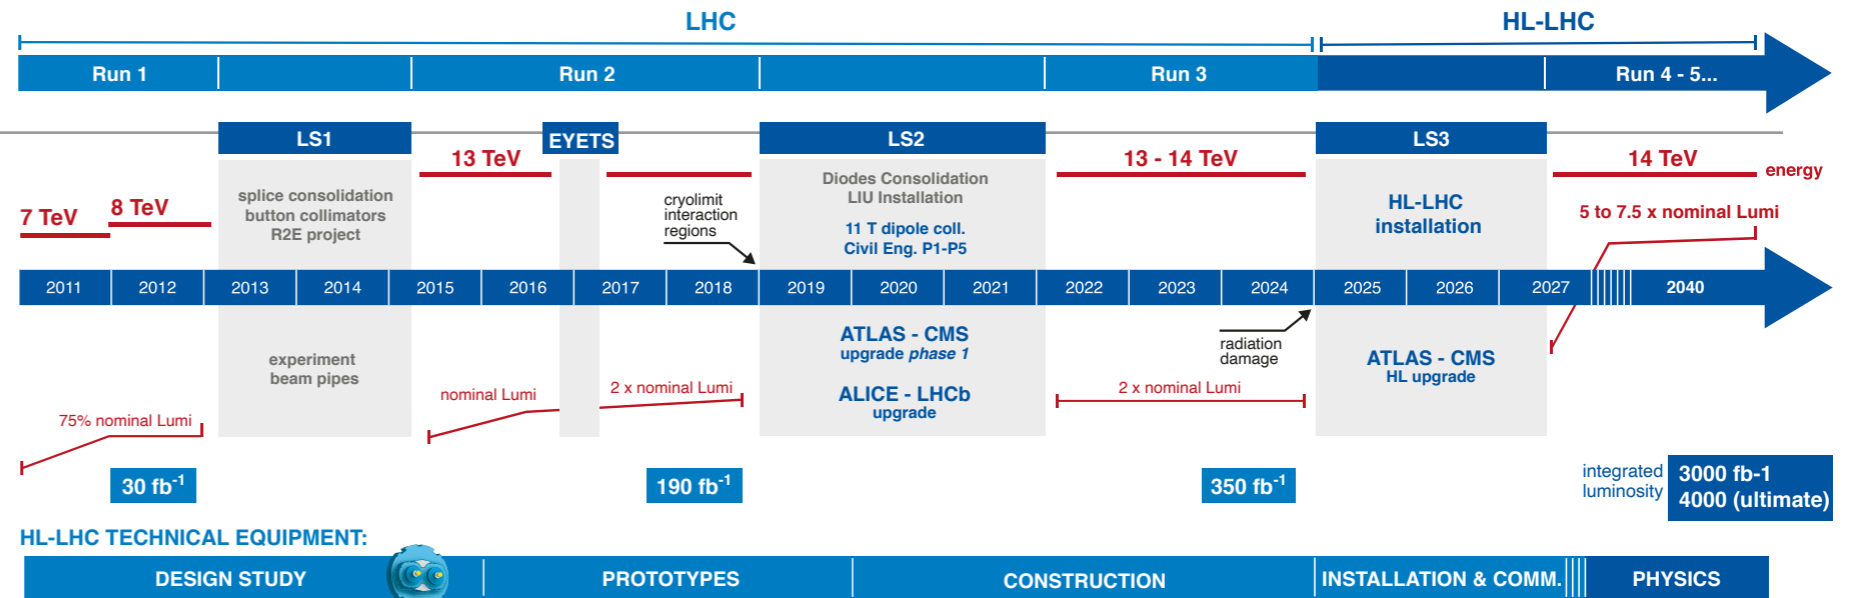 LHC
HL-LHC
Run 1
Run 2
Run 3
Run 4 - 5...
LS1
EYETS
LS2
LS3
13 TeV
13 - 14 TeV
14 TeV
energy
7 TeV
8 TeV
splice consolidation
button collimators
R2E project
cryolimit
interaction
regions
Diodes Consolidation
LIU Installation
11 T dipole coll.
Civil Eng. P1-P5
HL-LHC
installation
5 to 7.5 x nominal Lumi
2011
2012
2013
2014
2015
2016
2017
2018
2019
2020
2021
2022
2023
2024
2025
2026
2027
2040
experiment
beam pipes
ATLAS - CMS
upgrade phase 1
ALICE - LHCb
upgrade
radiation
damage
ATLAS - CMS
HL upgrade
75% nominal Lumi
nominal Lumi
2 x nominal Lumi
2 x nominal Lumi
30 fb-1
190 fb-1
350 fb-1
integrated
luminosity
3000 fb-1
4000 (ultimate)
HL-LHC TECHNICAL EQUIPMENT:
DESIGN STUDY
PROTOTYPES
CONSTRUCTION
INSTALLATION & COMM.
PHYSICS